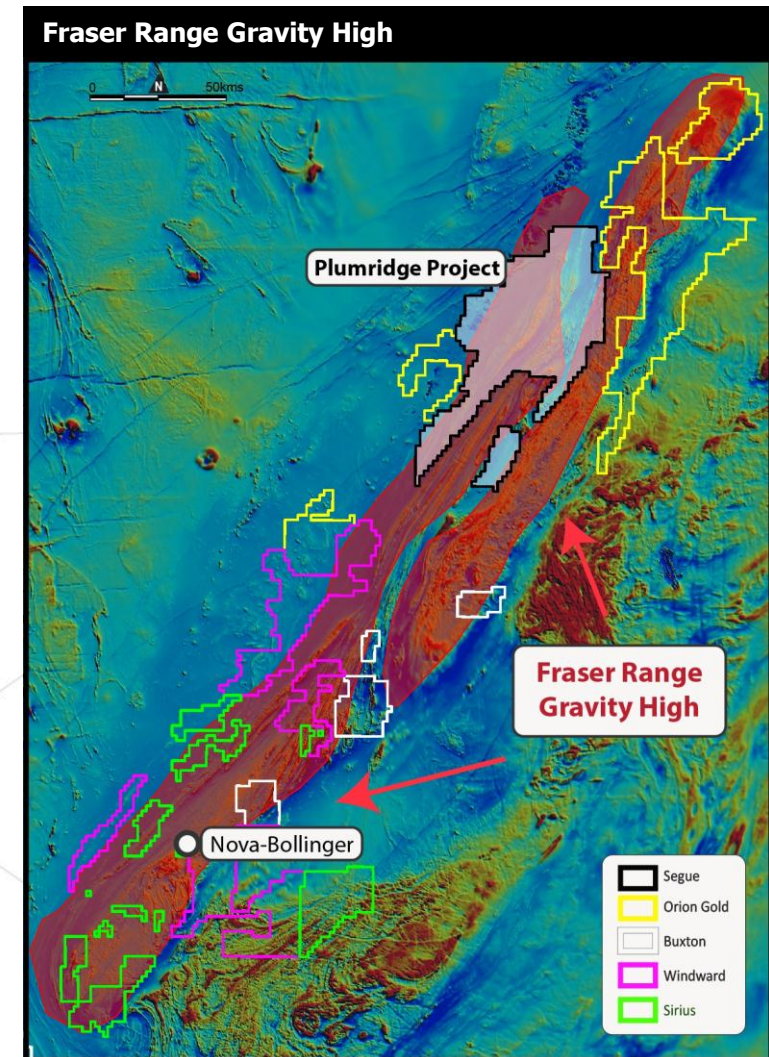 Fraser Range Gravity High
0 N 50kms
Plumridge Project
Fraser Range
Gravity High
Nova-Bollinger
Segue
Orion Gold
Buxton
Windward
Sirius